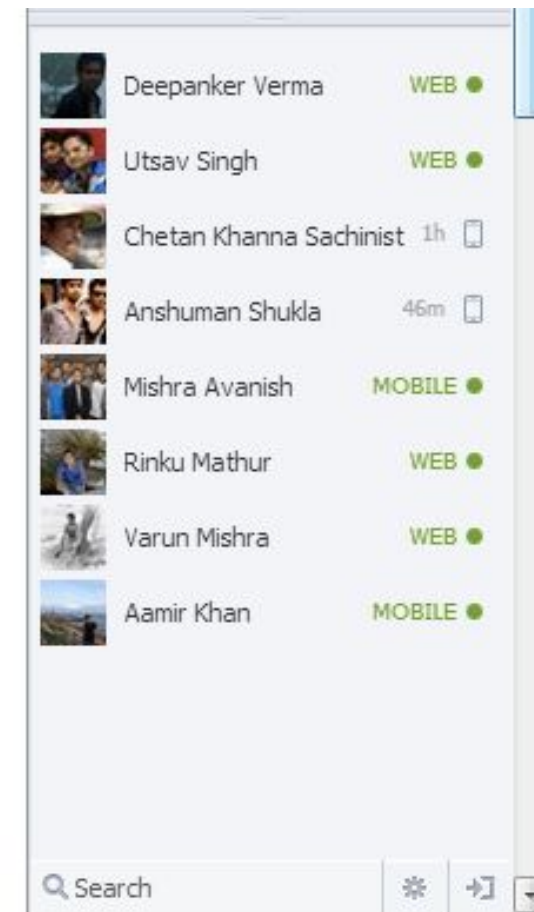 Deepanker Verma WEB
Utsav Singh WEB
Chetan Khanna Sachinist 1h
Anshuman Shukla 46m
Mishra Avanish MOBILE
Rinku Mathur WEB
Varun Mishra WEB
Aamir Khan MOBILE
Search